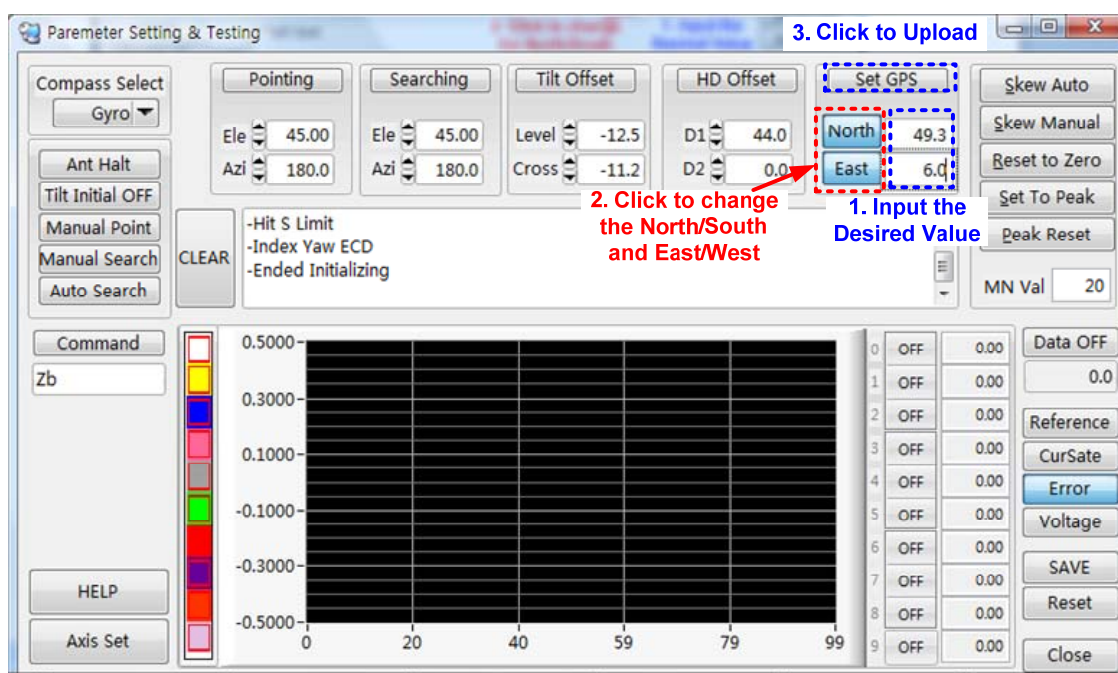 Paremeter Setting & Testing
3. Click to Upload
Compass Select
Gyro
Pointing
Ele 45.00
Azi 180.0
Searching
Ele 45.00
Azi 180.0
Tilt Offset
Level -12.5
Cross -11.2
HD Offset
D1 44.0
D2 0.0
Set GPS
North 49.3
East 6.0
Skew Auto
Skew Manual
Reset to Zero
Set To Peak
Peak Reset
MN Val 20
Ant Halt
Tilt Initial OFF
Manual Point
Manual Search
Auto Search
CLEAR
-Hit S Limit
-Index Yaw ECD
-Ended Initializing
2. Click to change
the North/South
and East/West
1. Input the
Desired Value
Command
Zb
HELP
Axis Set
0.5000
0.3000
0.1000
-0.1000
-0.3000
-0.5000
0 20 40 59 79 99
0 OFF 0.00
1 OFF 0.00
2 OFF 0.00
3 OFF 0.00
4 OFF 0.00
5 OFF 0.00
6 OFF 0.00
7 OFF 0.00
8 OFF 0.00
9 OFF 0.00
Data OFF
0.0
Reference
CurSate
Error
Voltage
SAVE
Reset
Close